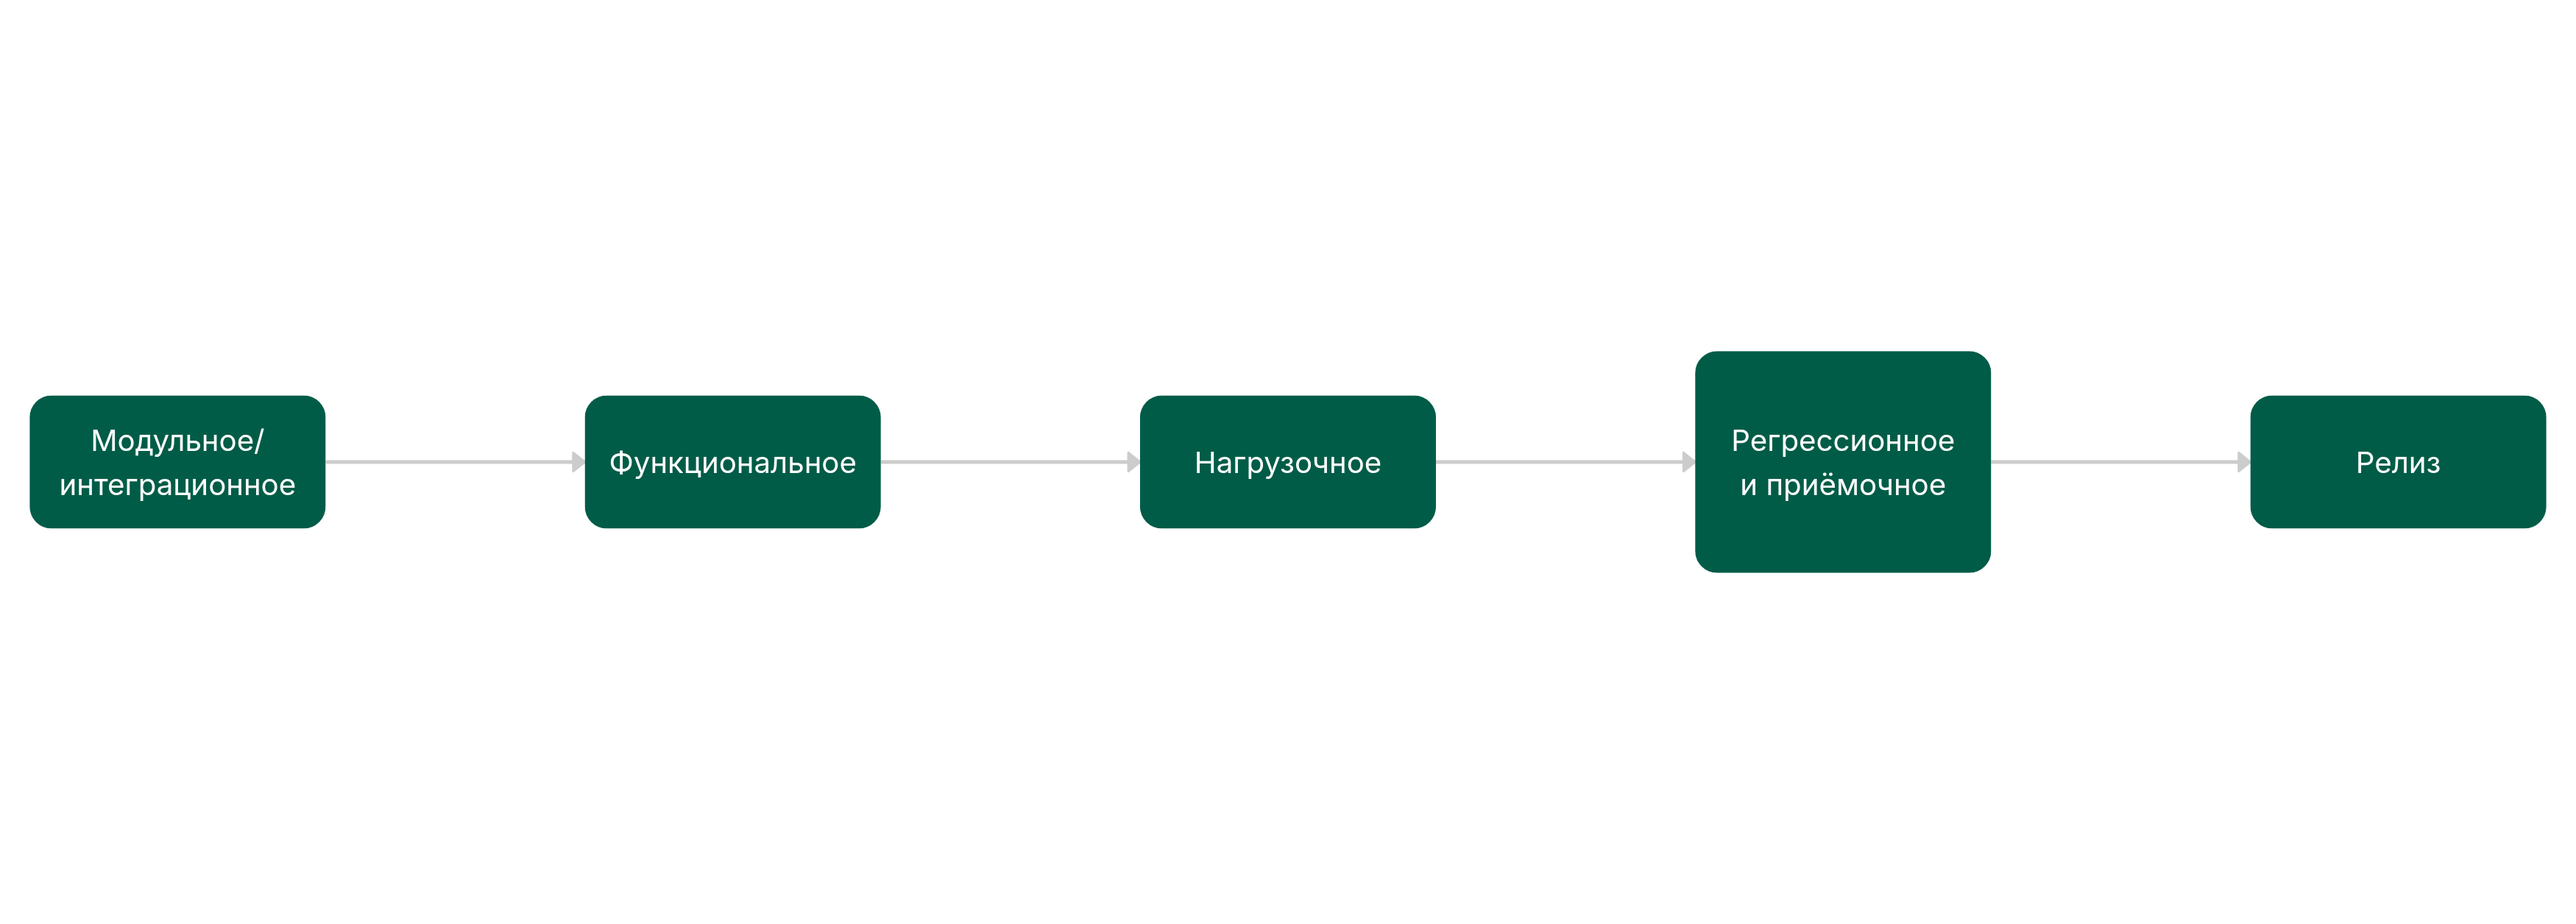 Модульное/
интеграционное
Функциональное
Нагрузочное
Регрессионное
и приёмочное
Релиз